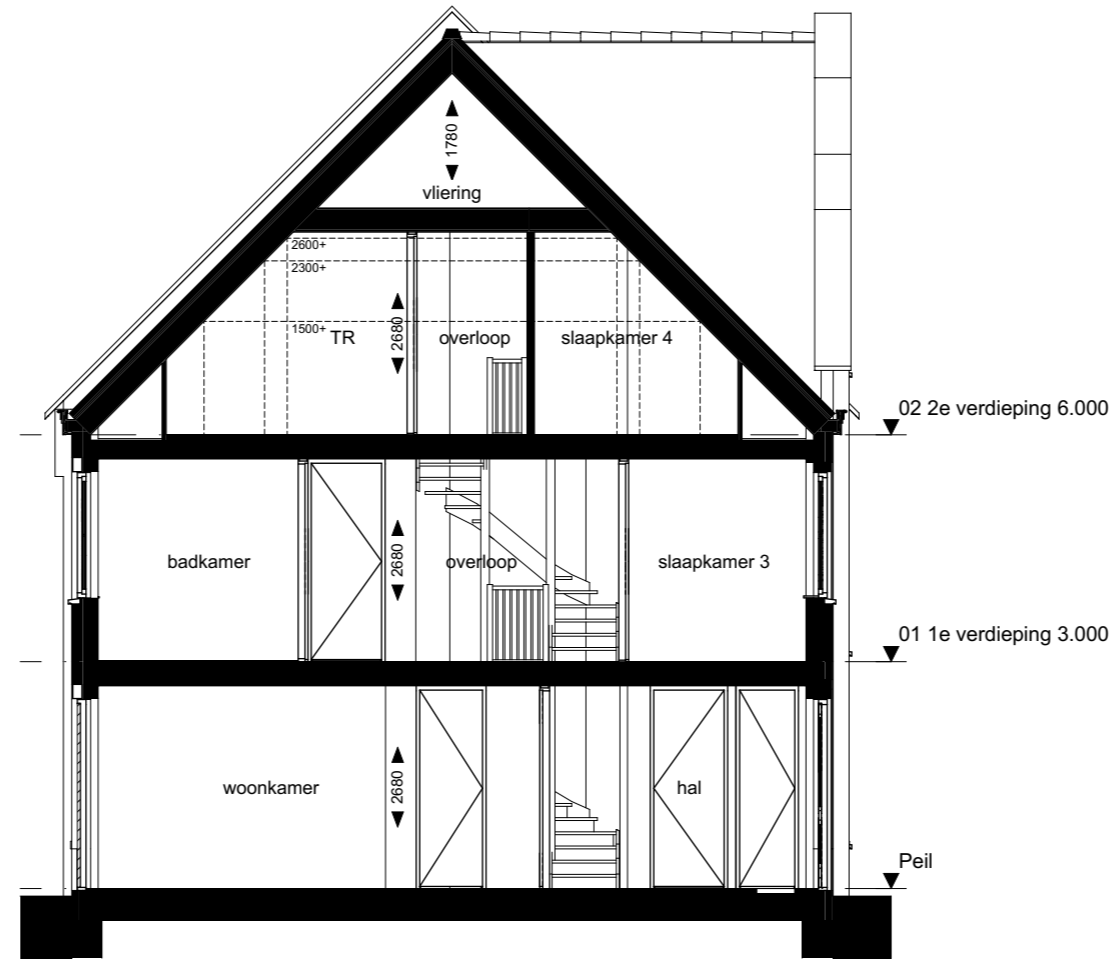 1780
vliering
2600+
2300+
1500+
TR
2680
overloop
slaapkamer 4
02 2e verdieping 6.000
badkamer
2680
overloop
slaapkamer 3
01 1e verdieping 3.000
woonkamer
2680
hal
Peil